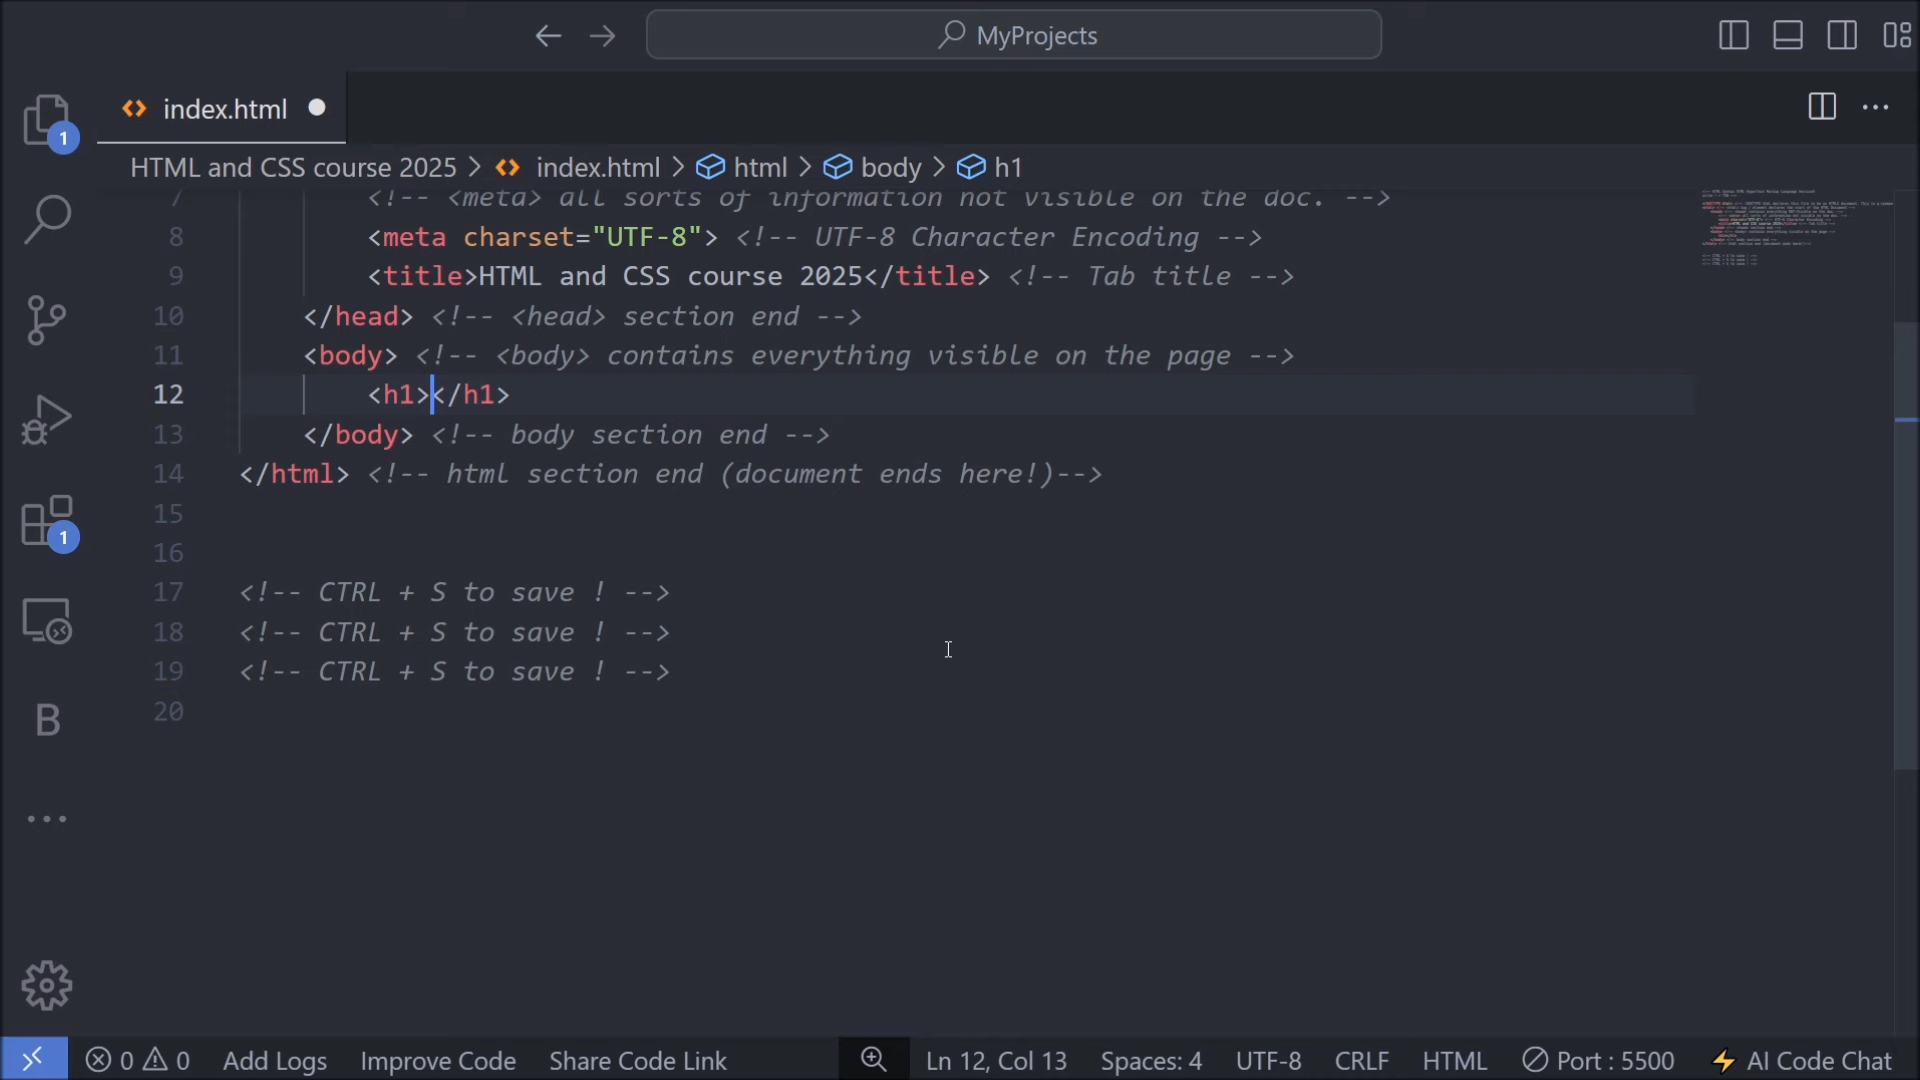 MyProjects
index.html
1
HTML and CSS course 2025 > index.html > html > body > h1
7 <!-- <meta> all sorts of information not visible on the doc. -->
8 <meta charset="UTF-8"> <!-- UTF-8 Character Encoding -->
9 <title>HTML and CSS course 2025</title> <!-- Tab title -->
10 </head> <!-- <head> section end -->
11 <body> <!-- <body> contains everything visible on the page -->
12 <h1></h1>
13 </body> <!-- body section end -->
14 </html> <!-- html section end (document ends here!)-->
15
1
16
17 <!-- CTRL + S to save ! -->
18 <!-- CTRL + S to save ! -->
19 <!-- CTRL + S to save ! -->
20
B
0 0 Add Logs Improve Code Share Code Link Ln 12, Col 13 Spaces: 4 UTF-8 CRLF HTML Port : 5500 AI Code Chat